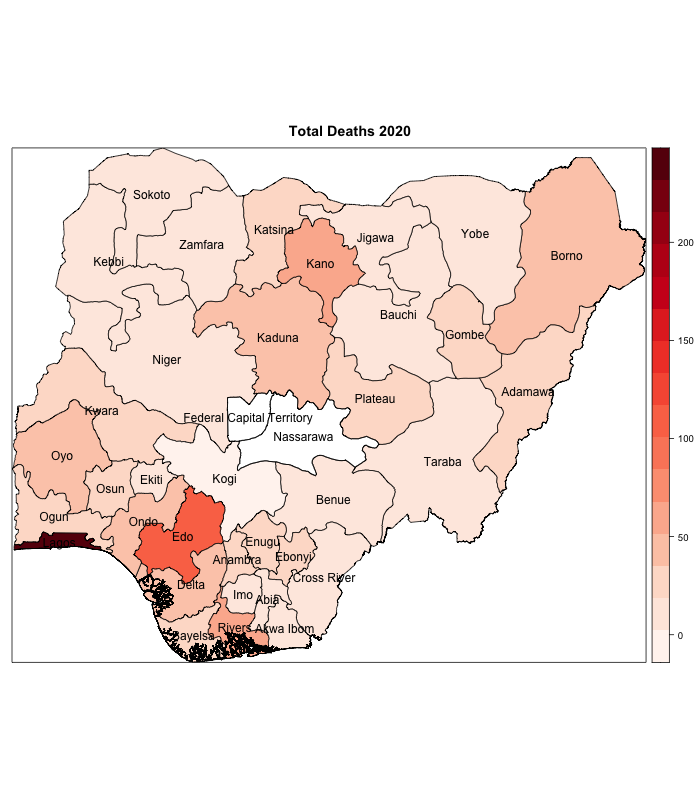 Total Deaths 2020
Sokoto
Katsina
Zamfara
Jigawa
Yobe
Kebbi
Kano
Borno
Bauchi
Gombe
Kaduna
Niger
Adamawa
Plateau
Kwara
Federal Capital Territory
Nassarawa
Oyo
Taraba
Kogi
Ekiti
Osun
Benue
Ogun
Ondo
Edo
Lagos
Enugu
Anambra
Ebonyi
Cross River
Delta
Imo
Abia
Rivers
Akwa Ibom
Bayelsa
200
150
100
50
0